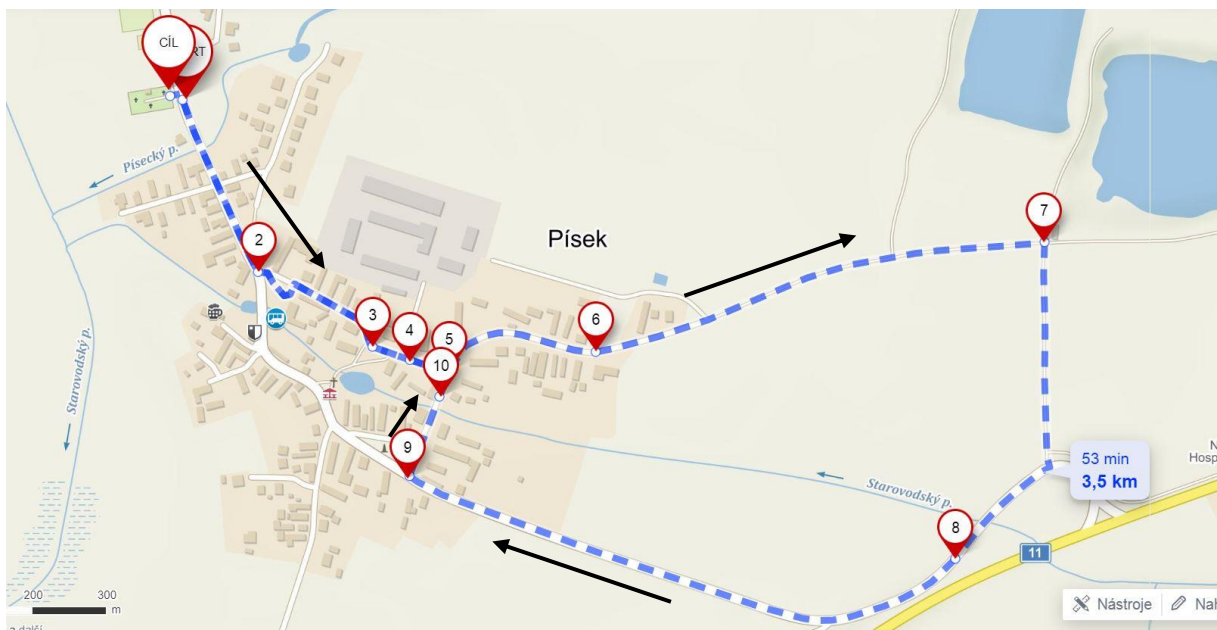 CÍL
RT
Písecký p.
2
Písek
7
3
4
5
6
10
Starovodský p.
9
53 min
3,5 km
Starovodský p.
8
11
200 300
m
Nástroje